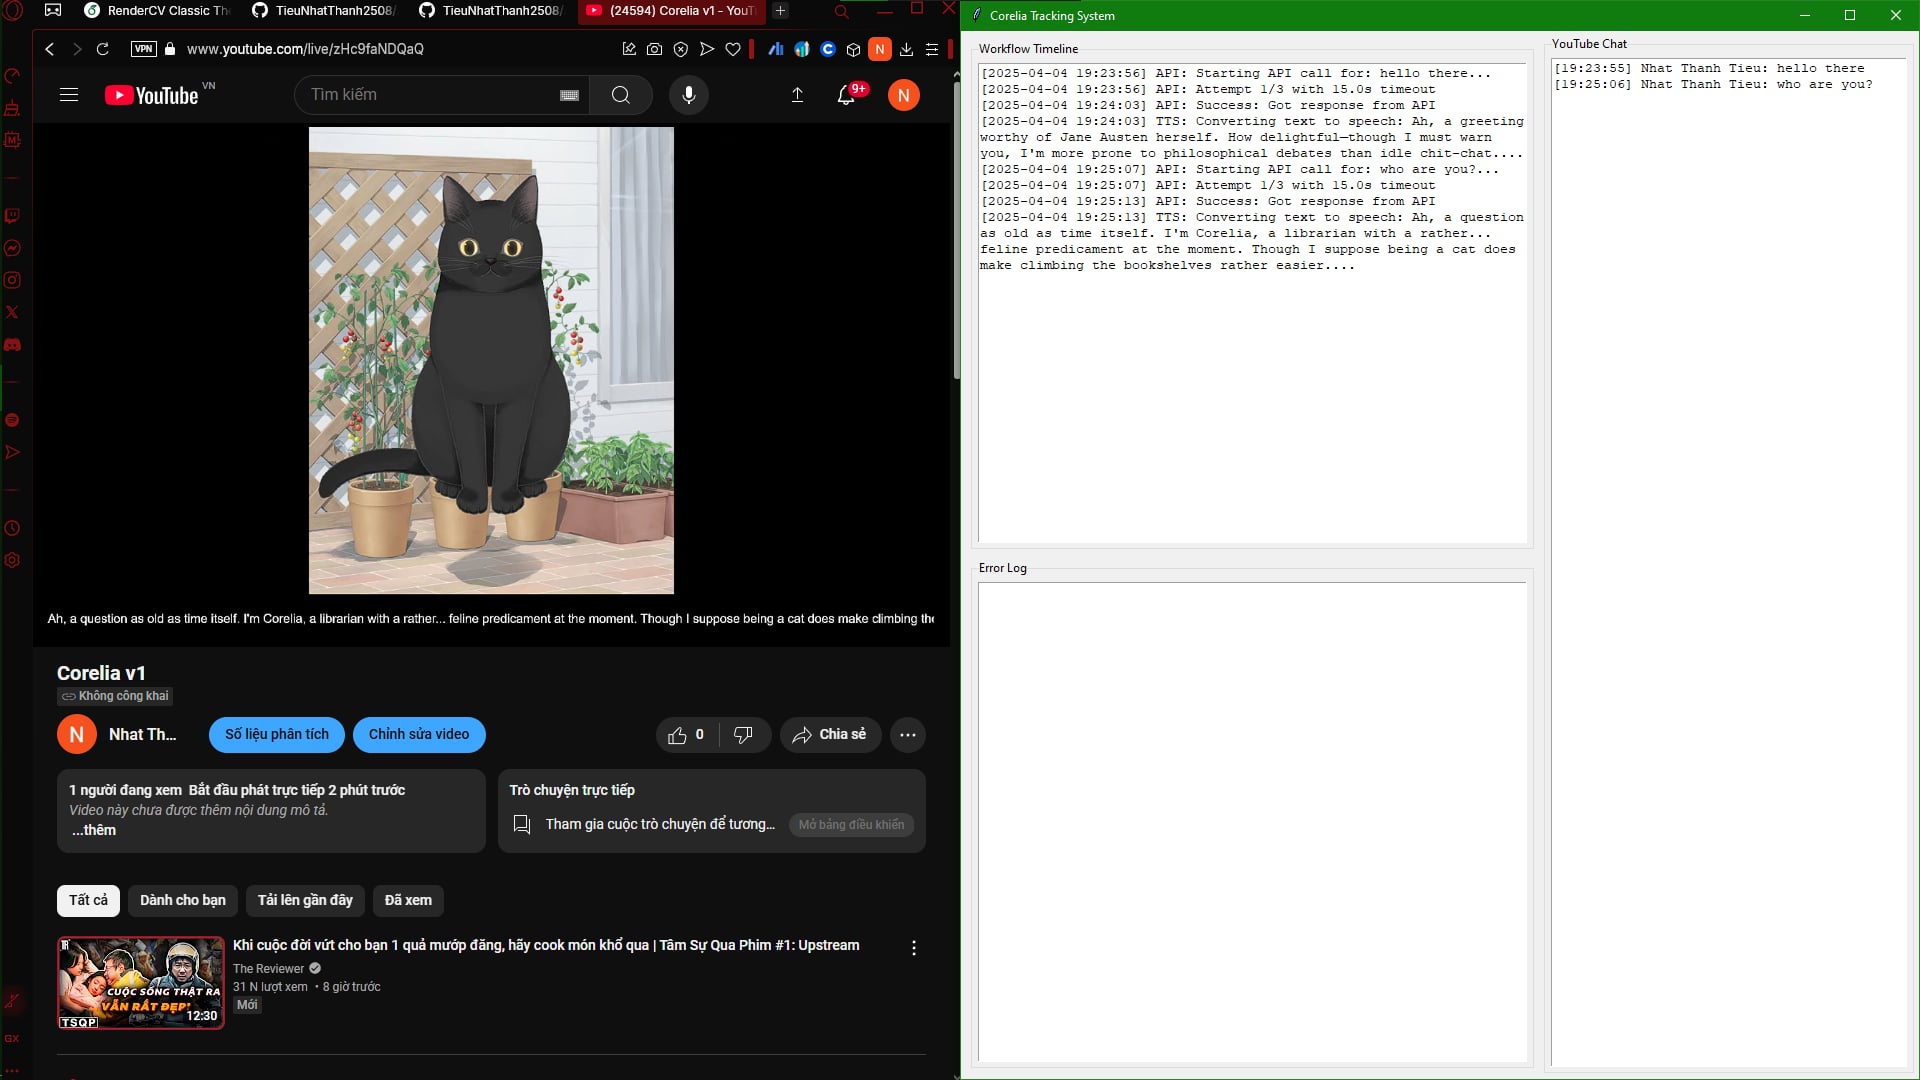 RenderCV Classic Th
TieuNhatThanh2508/
TieuNhatThanh2508/
(24594) Corelia v1 - YouT
VPN
www.youtube.com/live/zHc9faNDQaQ
N
YouTube VN
Tìm kiếm
9+
N
Ah, a question as old as time itself. I'm Corelia, a librarian with a rather... feline predicament at the moment. Though I suppose being a cat does make climbing the
Corelia v1
Không công khai
N
Nhat Th...
Số liệu phân tích
Chỉnh sửa video
0
Chia sẻ
1 người đang xem Bắt đầu phát trực tiếp 2 phút trước
Video này chưa được thêm nội dung mô tả.
...thêm
Trò chuyện trực tiếp
Tham gia cuộc trò chuyện để tương...
Mở bảng điều khiển
Tất cả
Dành cho bạn
Tải lên gần đây
Đã xem
CUỘC SỐNG THẬT RA
VẪN RẤT ĐẸP'
TSQP
12:30
Khi cuộc đời vứt cho bạn 1 quả mướp đắng, hãy cook món khổ qua | Tâm Sự Qua Phim #1: Upstream
The Reviewer
31 N lượt xem • 8 giờ trước
Mới
GX
Corelia Tracking System
Workflow Timeline
[2025-04-04 19:23:56] API: Starting API call for: hello there...
[2025-04-04 19:23:56] API: Attempt 1/3 with 15.0s timeout
[2025-04-04 19:24:03] API: Success: Got response from API
[2025-04-04 19:24:03] TTS: Converting text to speech: Ah, a greeting
worthy of Jane Austen herself. How delightful—though I must warn
you, I'm more prone to philosophical debates than idle chit-chat....
[2025-04-04 19:25:07] API: Starting API call for: who are you?...
[2025-04-04 19:25:07] API: Attempt 1/3 with 15.0s timeout
[2025-04-04 19:25:13] API: Success: Got response from API
[2025-04-04 19:25:13] TTS: Converting text to speech: Ah, a question
as old as time itself. I'm Corelia, a librarian with a rather...
feline predicament at the moment. Though I suppose being a cat does
make climbing the bookshelves rather easier....
Error Log
YouTube Chat
[19:23:55] Nhat Thanh Tieu: hello there
[19:25:06] Nhat Thanh Tieu: who are you?